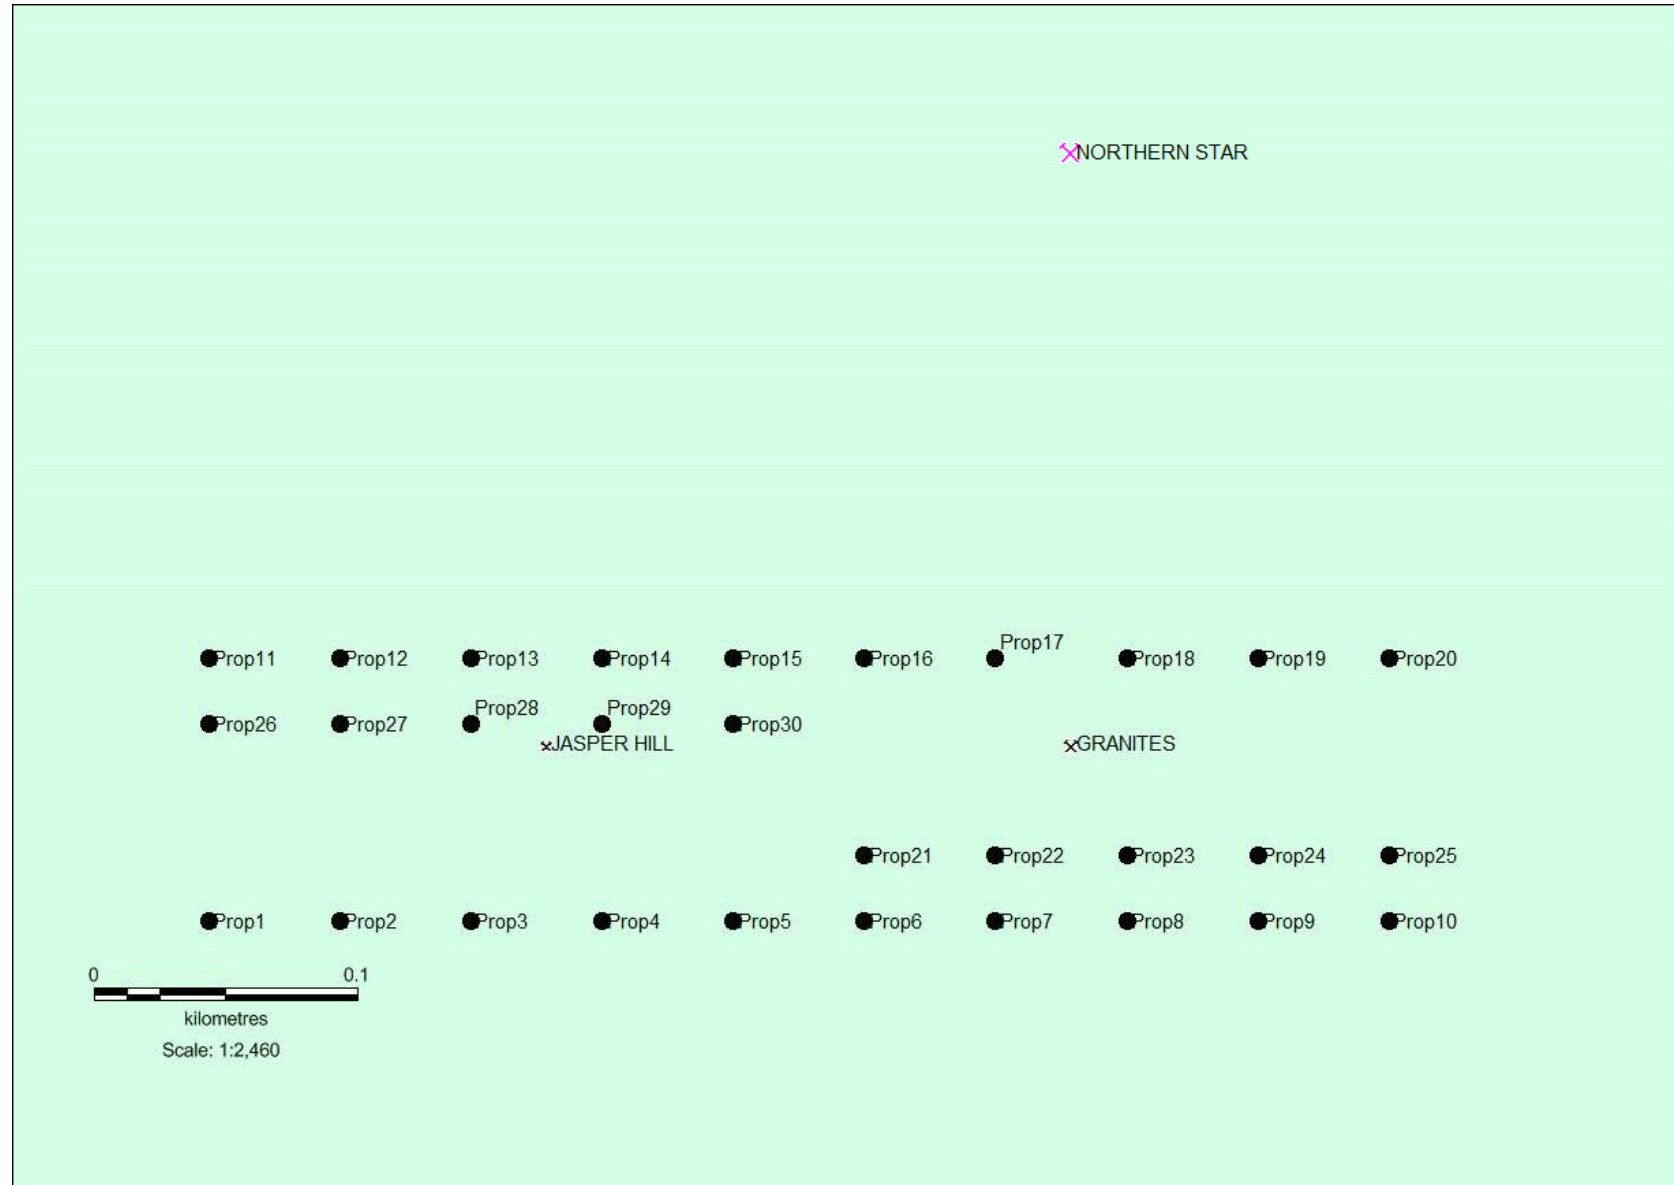 NORTHERN STAR
Prop17
Prop11 Prop12 Prop13 Prop14 Prop15 Prop16 Prop18 Prop19 Prop20
Prop28 Prop29
Prop26 Prop27 Prop30
JASPER HILL GRANITES
Prop21 Prop22 Prop23 Prop24 Prop25
Prop1 Prop2 Prop3 Prop4 Prop5 Prop6 Prop7 Prop8 Prop9 Prop10
0 0.1
kilometres
Scale: 1:2,460